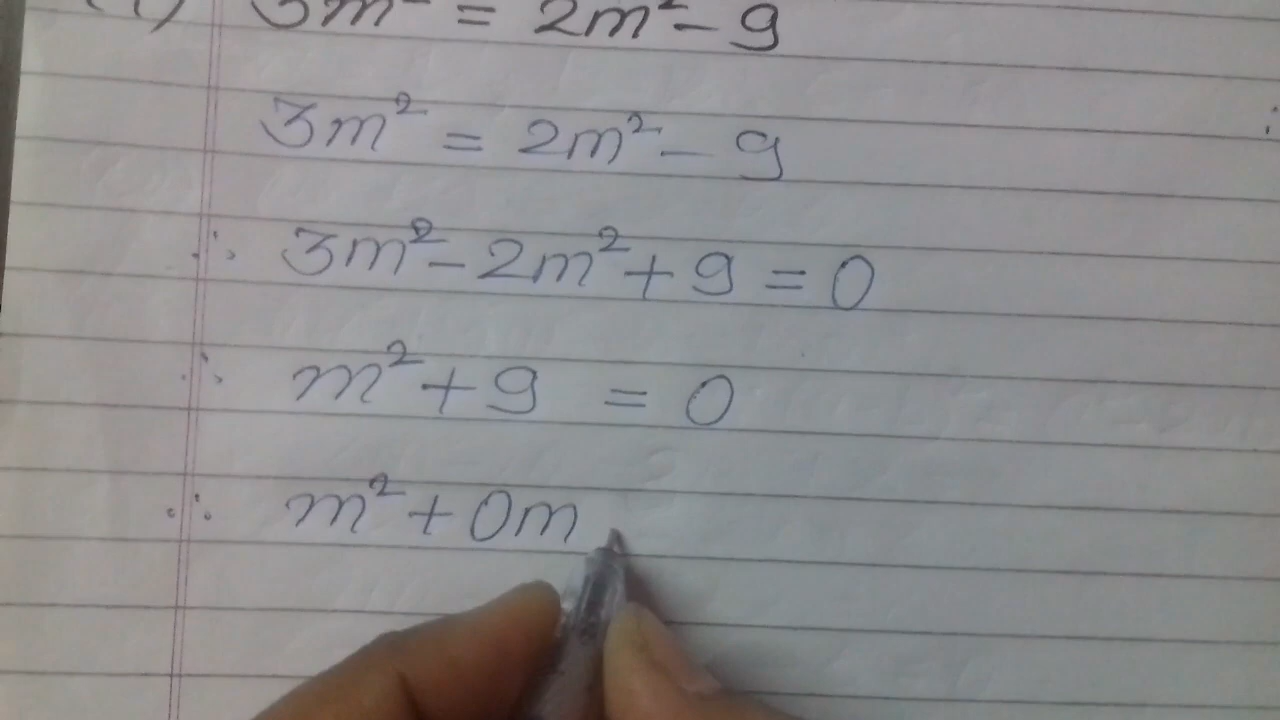 3m² = 2m² - 9
3m² = 2m² - 9
∴ 3m² - 2m² + 9 = 0
∴ m² + 9 = 0
∴ m² + 0m